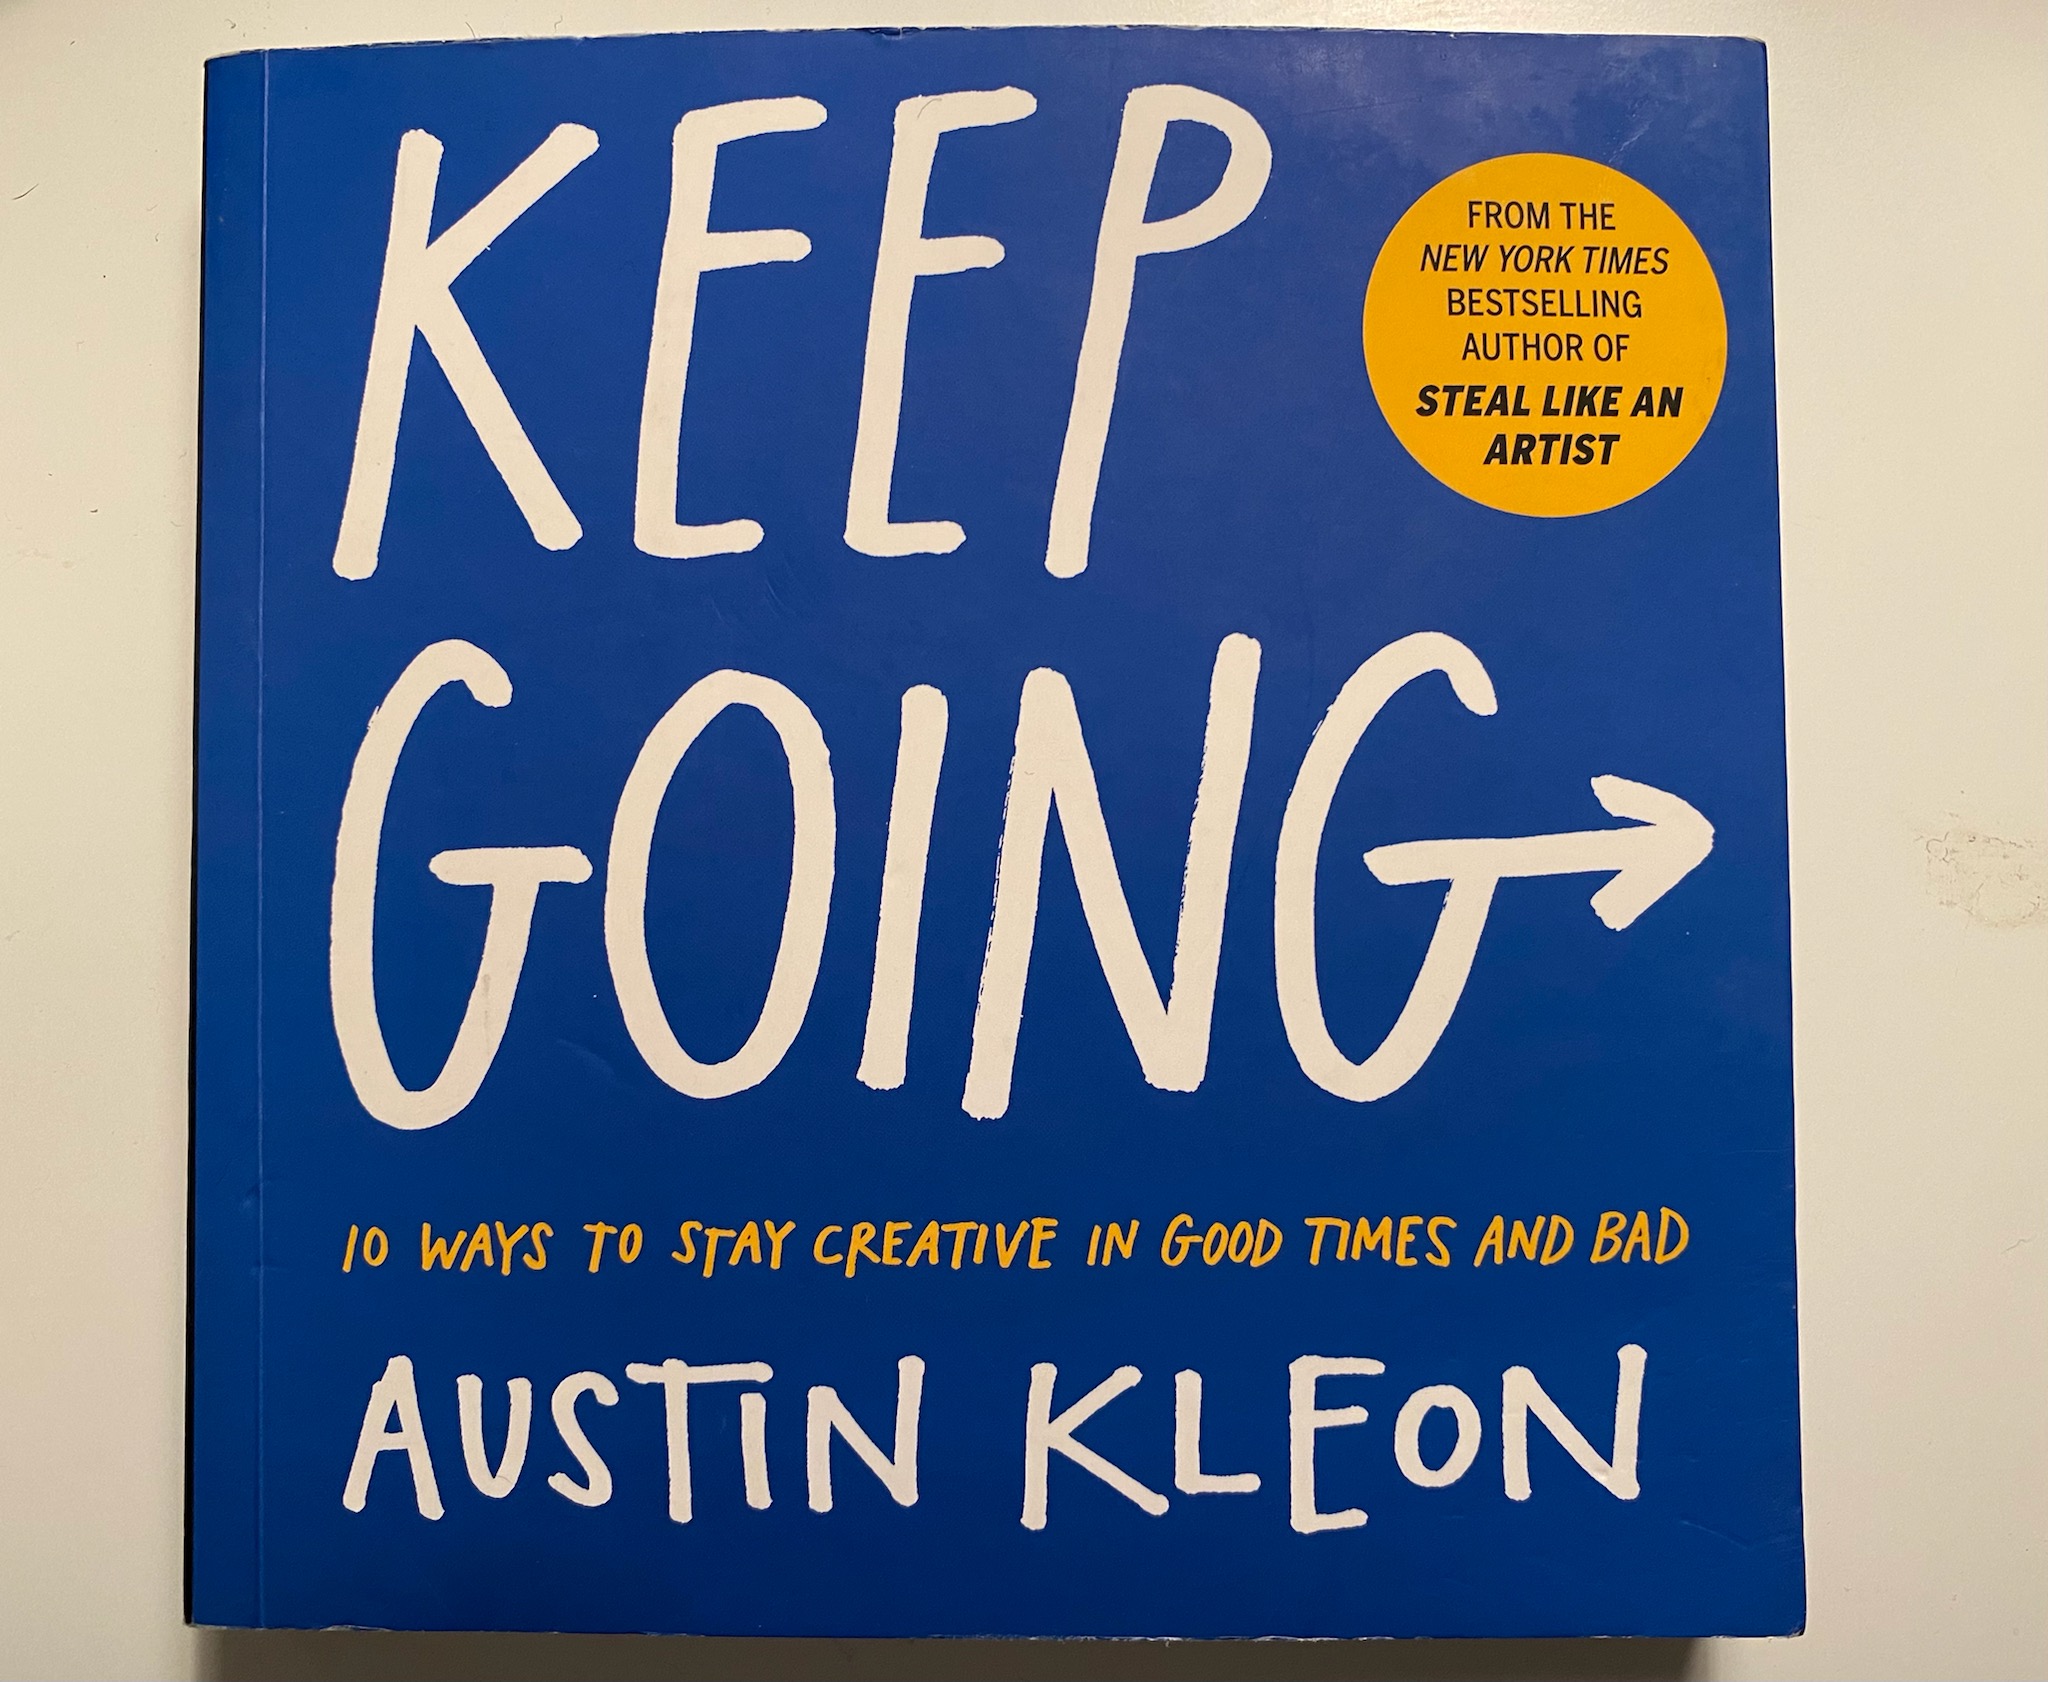 KEEP
GOING
FROM THE
NEW YORK TIMES
BESTSELLING
AUTHOR OF
STEAL LIKE AN
ARTIST
10 WAYS TO STAY CREATIVE IN GOOD TIMES AND BAD
AUSTIN KLEON